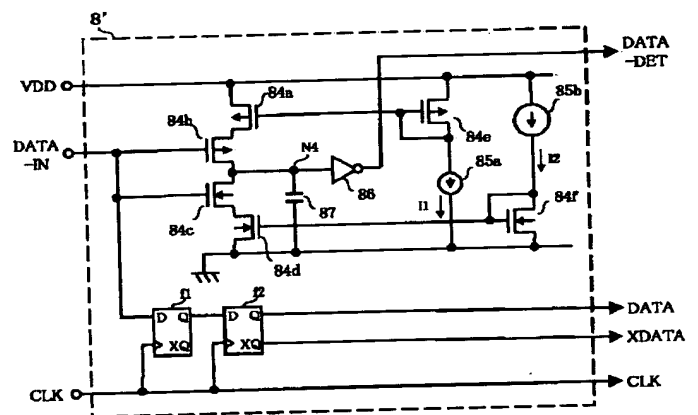 8'
DATA
-DET
VDD
84a
84b
84e
85b
DATA
-IN
N4
85a
I2
86
84c
87
I1
84f
84d
f1
f2
D Q
D Q
DATA
XQ
XQ
XDATA
CLK
CLK